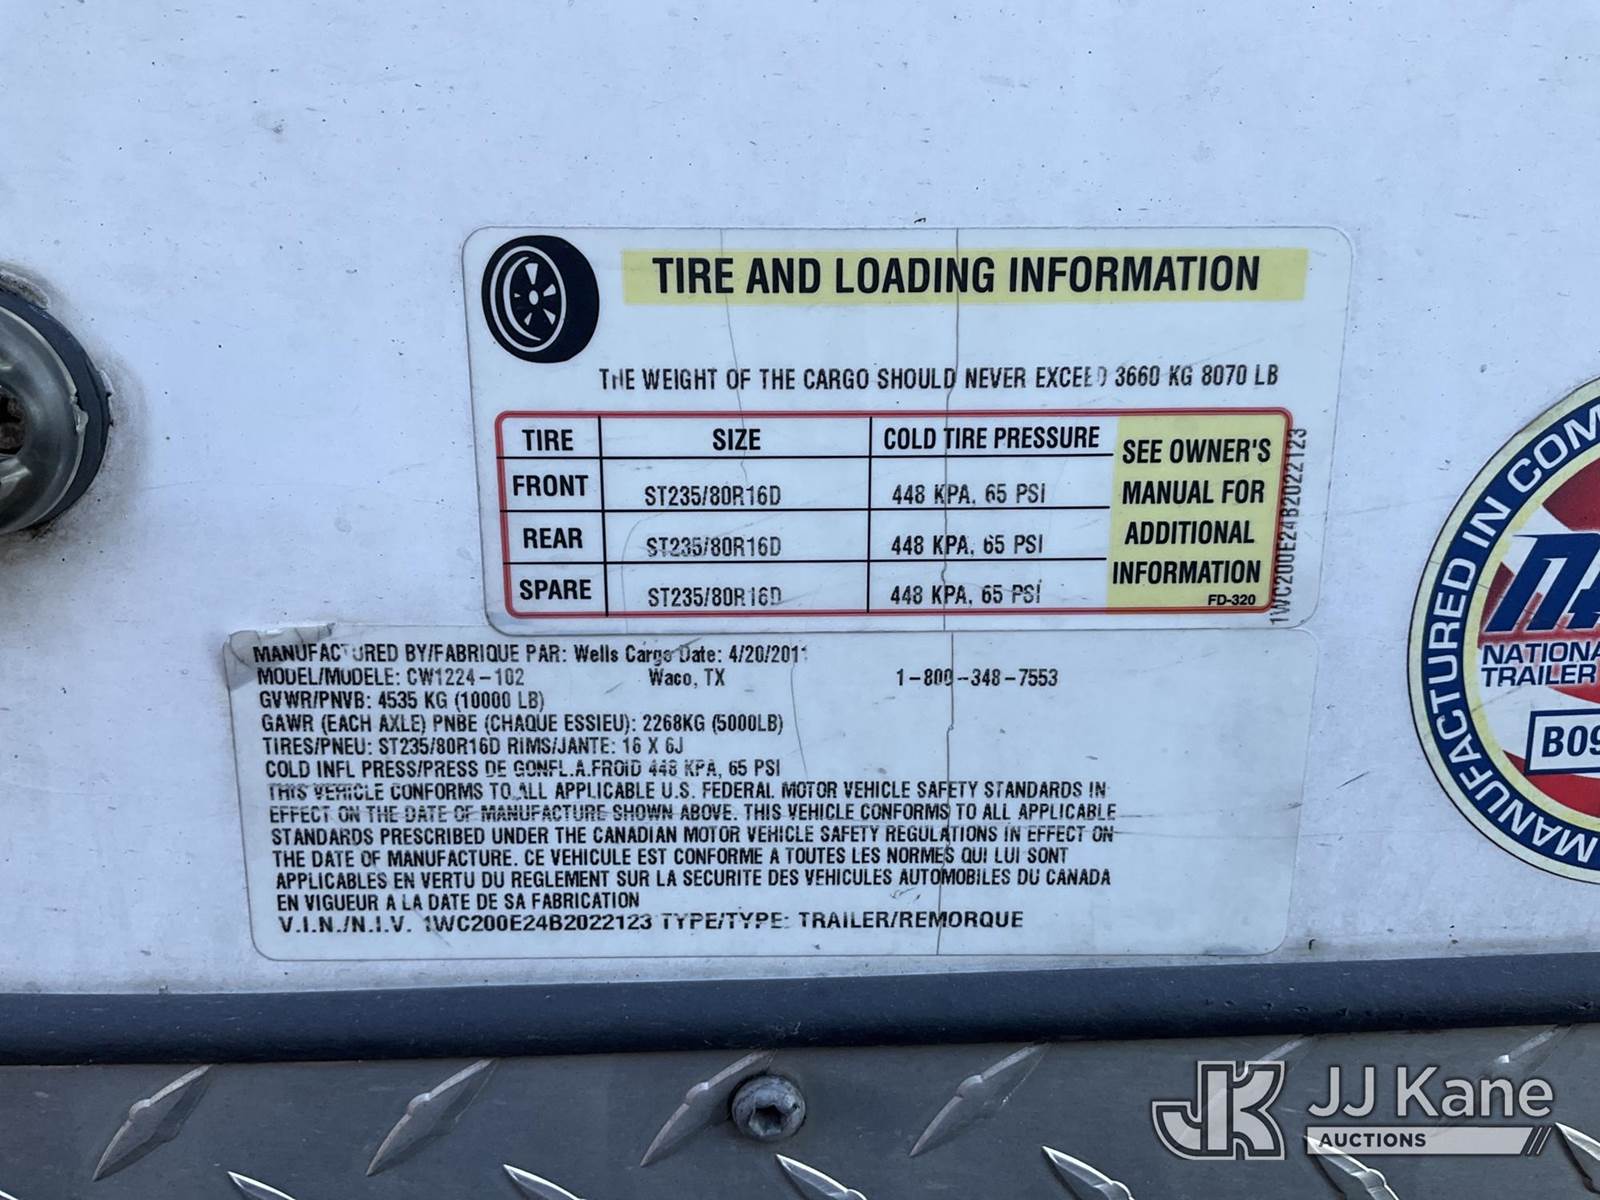 TIRE AND LOADING INFORMATION
THE WEIGHT OF THE CARGO SHOULD NEVER EXCEED 3660 KG 8070 LB
TIRE SIZE COLD TIRE PRESSURE
FRONT ST235/80R16D 448 KPA, 65 PSI
REAR ST235/80R16D 448 KPA, 65 PSI
SPARE ST235/80R16D 448 KPA, 65 PSI
SEE OWNER'S
MANUAL FOR
ADDITIONAL
INFORMATION
FD-320
1WC200E24B2022123
MANUFACTURED BY/FABRIQUE PAR: Wells Cargo Date: 4/20/2011
MODEL/MODELE: CW1224-102 Waco, TX 1-800-348-7553
GVWR/PNVB: 4535 KG (10000 LB)
GAWR (EACH AXLE) PNBE (CHAQUE ESSIEU): 2268KG (5000LB)
TIRES/PNEU: ST235/80R16D RIMS/JANTE: 16 X 6J
COLD INFL PRESS/PRESS DE GONFL.A.FROID 448 KPA, 65 PSI
THIS VEHICLE CONFORMS TO ALL APPLICABLE U.S. FEDERAL MOTOR VEHICLE SAFETY STANDARDS IN
EFFECT ON THE DATE OF MANUFACTURE SHOWN ABOVE. THIS VEHICLE CONFORMS TO ALL APPLICABLE
STANDARDS PRESCRIBED UNDER THE CANADIAN MOTOR VEHICLE SAFETY REGULATIONS IN EFFECT ON
THE DATE OF MANUFACTURE. CE VEHICULE EST CONFORME A TOUTES LES NORMES QUI LUI SONT
APPLICABLES EN VERTU DU REGLEMENT SUR LA SECURITE DES VEHICULES AUTOMOBILES DU CANADA
EN VIGUEUR A LA DATE DE SA FABRICATION
V.I.N./N.I.V. 1WC200E24B2022123 TYPE/TYPE: TRAILER/REMORQUE
MANUFACTURED IN COM
NATIONA
TRAILER
B09
MANU
JK JJ Kane
AUCTIONS